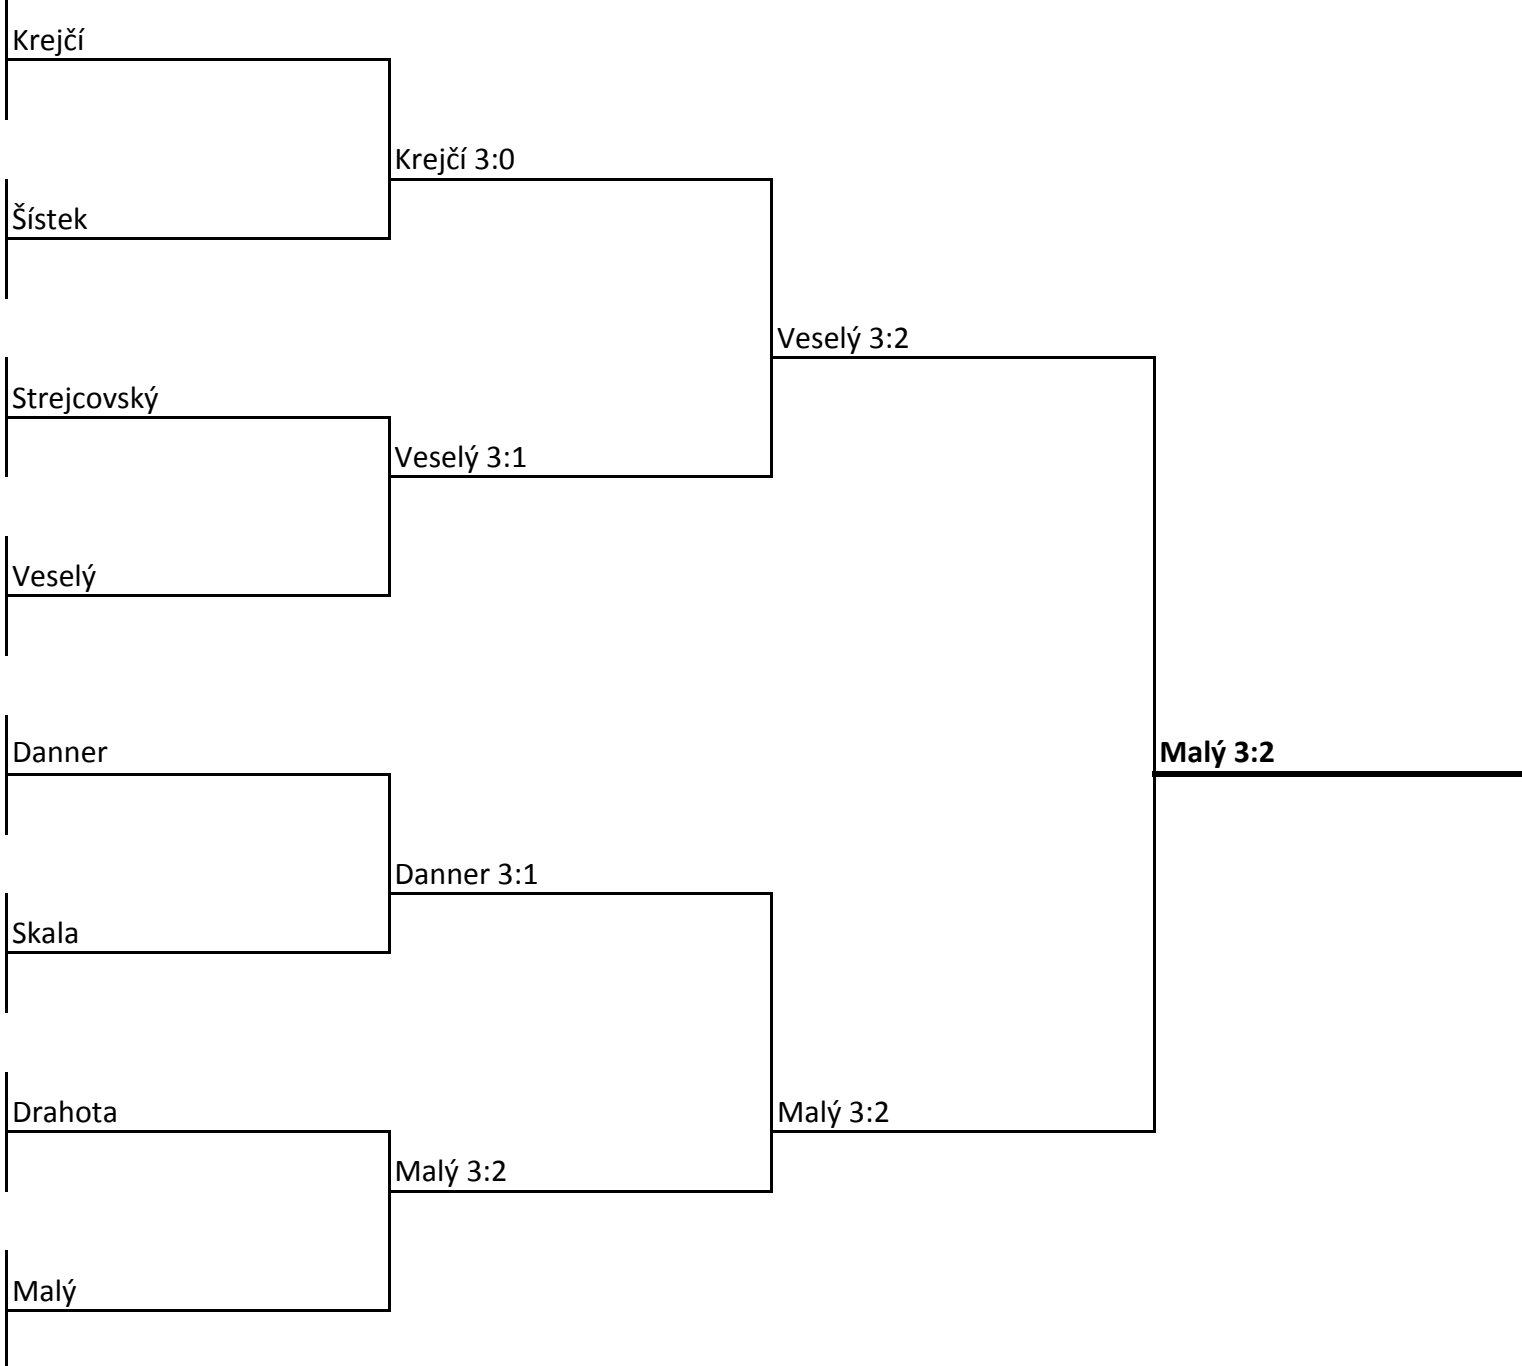 Krejčí
Krejčí 3:0
Šístek
Veselý 3:2
Strejcovský
Veselý 3:1
Veselý
Danner
Malý 3:2
Danner 3:1
Skala
Drahota
Malý 3:2
Malý 3:2
Malý